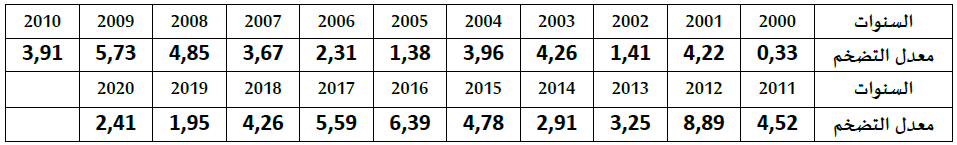 السنوات 2000 2001 2002 2003 2004 2005 2006 2007 2008 2009 2010
معدل التضخم 0,33 4,22 1,41 4,26 3,96 1,38 2,31 3,67 4,85 5,73 3,91
السنوات 2011 2012 2013 2014 2015 2016 2017 2018 2019 2020
معدل التضخم 4,52 8,89 3,25 2,91 4,78 6,39 5,59 4,26 1,95 2,41